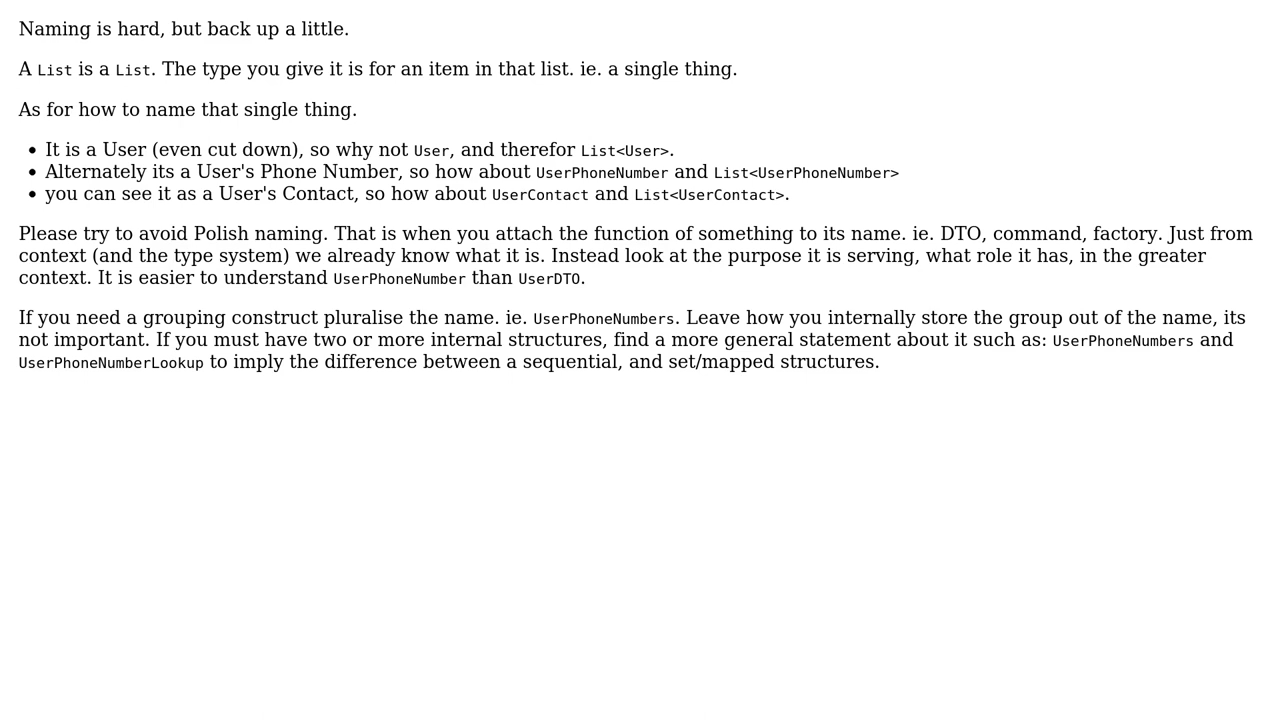 Naming is hard, but back up a little.
A List is a List. The type you give it is for an item in that list. ie. a single thing.
As for how to name that single thing.
• It is a User (even cut down), so why not User, and therefor List<User>.
• Alternately its a User's Phone Number, so how about UserPhoneNumber and List<UserPhoneNumber>
• you can see it as a User's Contact, so how about UserContact and List<UserContact>.
Please try to avoid Polish naming. That is when you attach the function of something to its name. ie. DTO, command, factory. Just from
context (and the type system) we already know what it is. Instead look at the purpose it is serving, what role it has, in the greater
context. It is easier to understand UserPhoneNumber than UserDTO.
If you need a grouping construct pluralise the name. ie. UserPhoneNumbers. Leave how you internally store the group out of the name, its
not important. If you must have two or more internal structures, find a more general statement about it such as: UserPhoneNumbers and
UserPhoneNumberLookup to imply the difference between a sequential, and set/mapped structures.